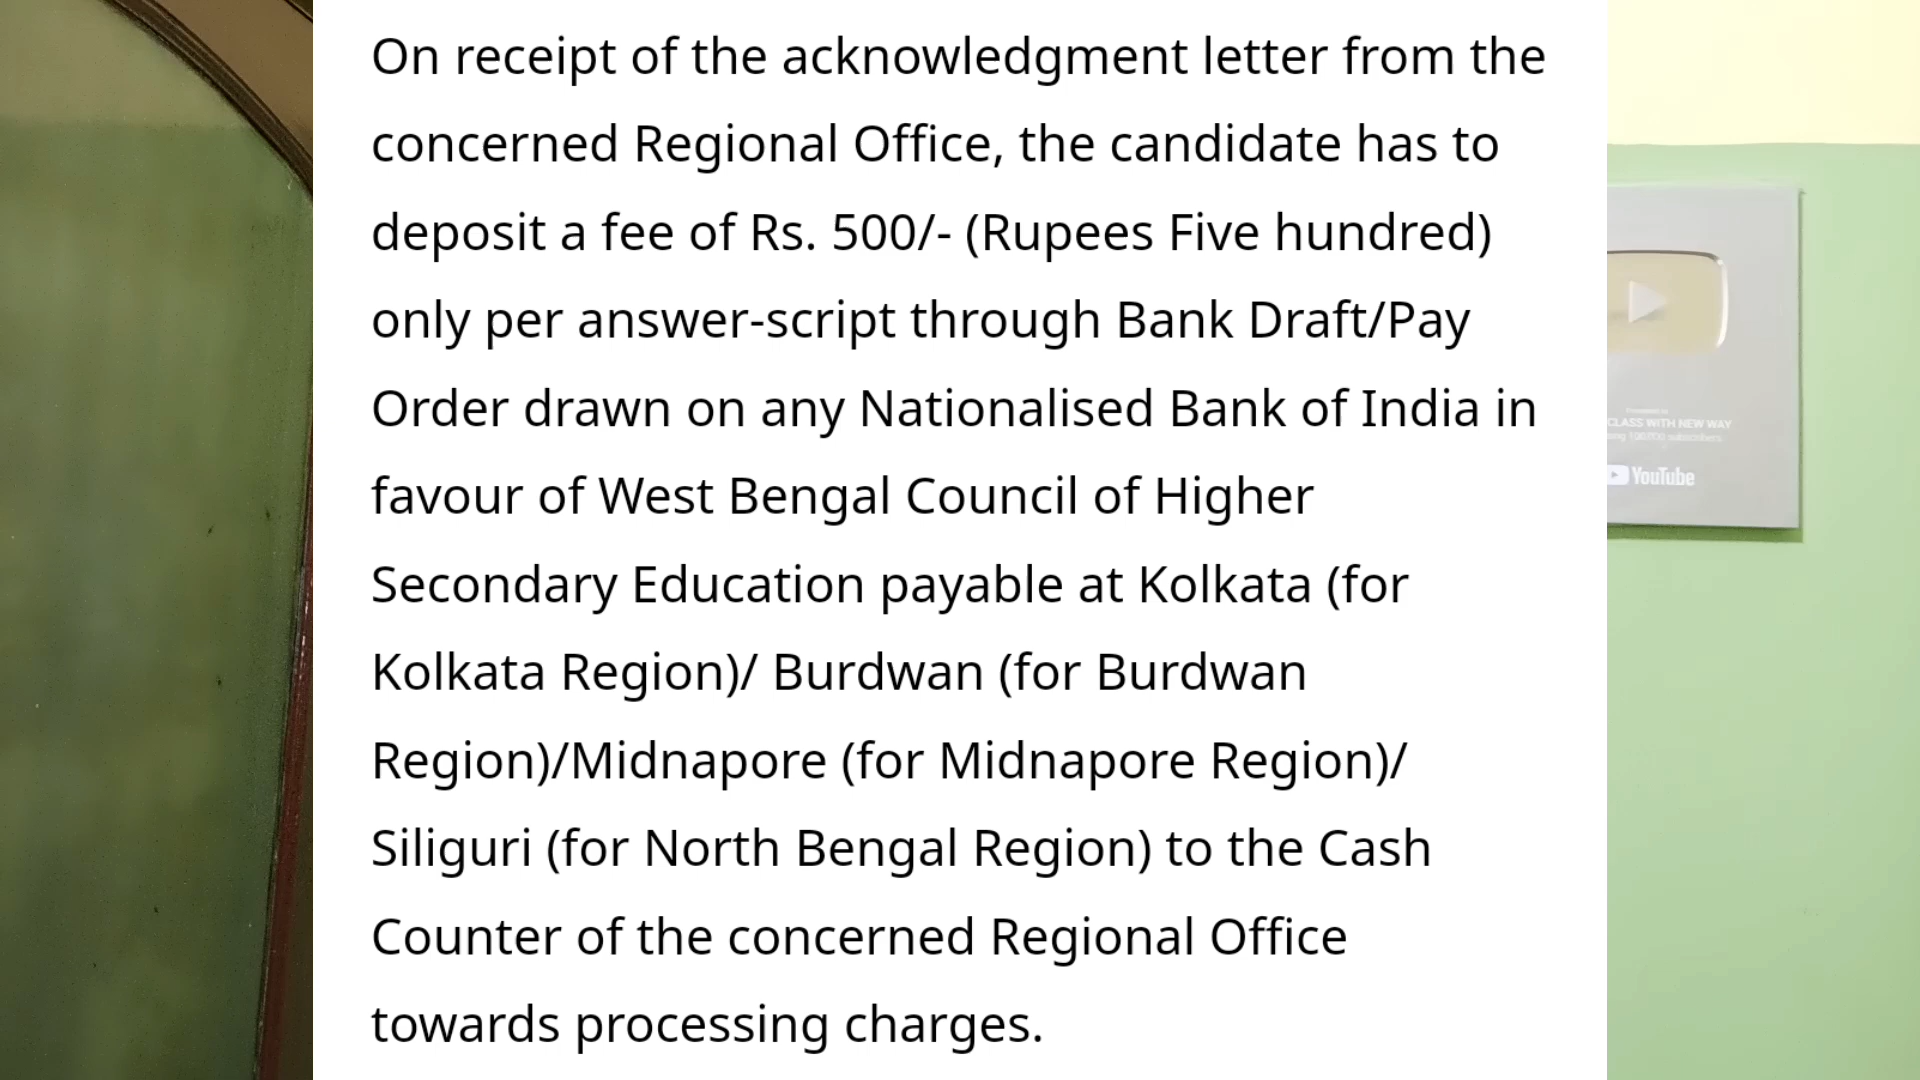 On receipt of the acknowledgment letter from the
concerned Regional Office, the candidate has to
deposit a fee of Rs. 500/- (Rupees Five hundred)
only per answer-script through Bank Draft/Pay
Order drawn on any Nationalised Bank of India in
favour of West Bengal Council of Higher
Secondary Education payable at Kolkata (for
Kolkata Region)/ Burdwan (for Burdwan
Region)/Midnapore (for Midnapore Region)/
Siliguri (for North Bengal Region) to the Cash
Counter of the concerned Regional Office
towards processing charges.
CLASS WITH NEW WAY
subscribers
YouTube